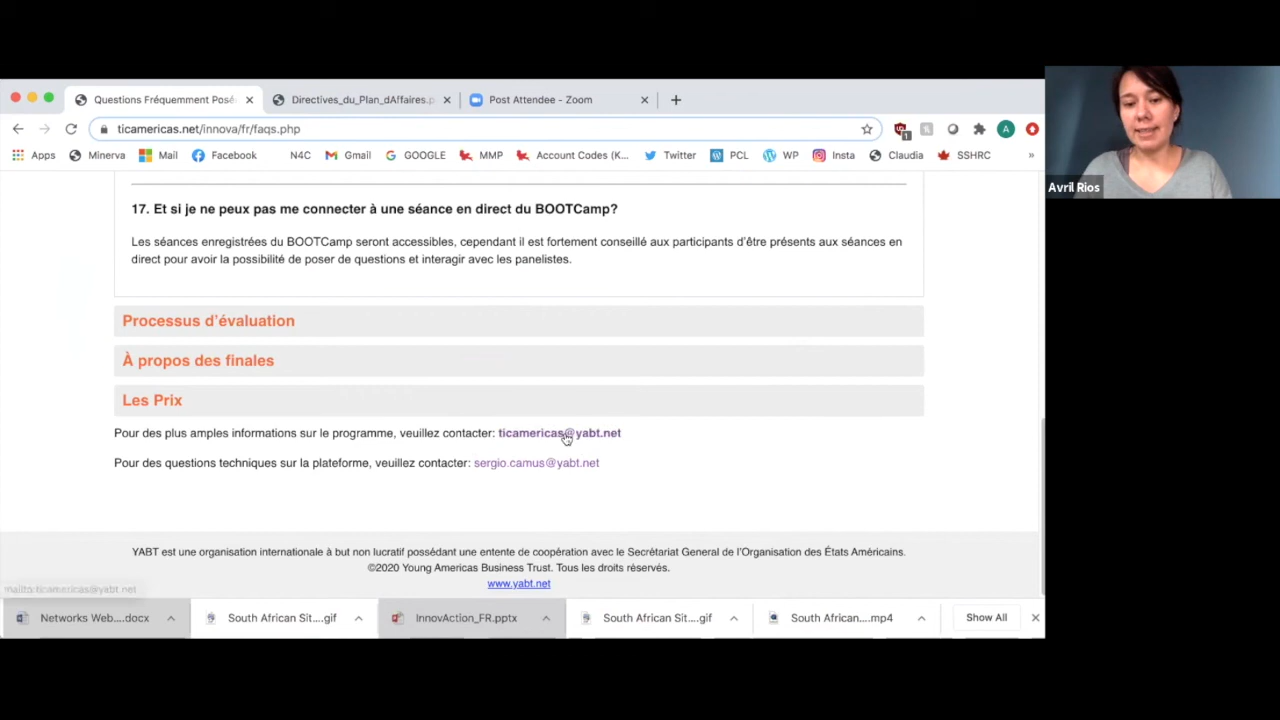 Questions Fréquemment Posé
Directives_du_Plan_dAffaires.p
Post Attendee - Zoom
ticamericas.net/innova/fr/faqs.php
1
A
Apps
Minerva
Mail
Facebook
N4C
Gmail
GOOGLE
MMP
Account Codes (K...
Twitter
PCL
WP
Insta
Claudia
SSHRC
»
Avril Rios
17. Et si je ne peux pas me connecter à une séance en direct du BOOTCamp?
Les séances enregistrées du BOOTCamp seront accessibles, cependant il est fortement conseillé aux participants d'être présents aux séances en
direct pour avoir la possibilité de poser de questions et interagir avec les panelistes.
Processus d'évaluation
À propos des finales
Les Prix
Pour des plus amples informations sur le programme, veuillez contacter: ticamericas@yabt.net
Pour des questions techniques sur la plateforme, veuillez contacter: sergio.camus@yabt.net
YABT est une organisation internationale à but non lucratif possédant une entente de coopération avec le Secrétariat General de l'Organisation des États Américains.
©2020 Young Americas Business Trust. Tous les droits réservés.
www.yabt.net
mailto:ticamericas@yabt.net
Networks Web....docx
South African Sit....gif
InnovAction_FR.pptx
South African Sit....gif
South African....mp4
Show All